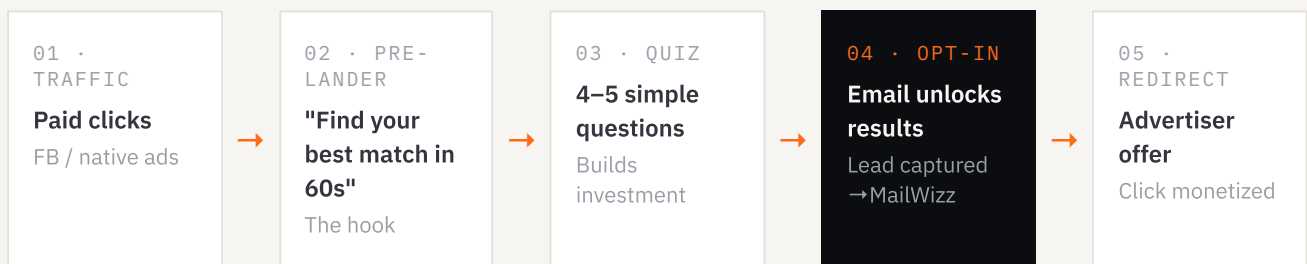 01 ·
TRAFFIC
Paid clicks
FB / native ads
→
02 · PRE-
LANDER
"Find your
best match in
60s"
The hook
→
03 · QUIZ
4–5 simple
questions
Builds
investment
→
04 · OPT-IN
Email unlocks
results
Lead captured
→MailWizz
→
05 ·
REDIRECT
Advertiser
offer
Click monetized